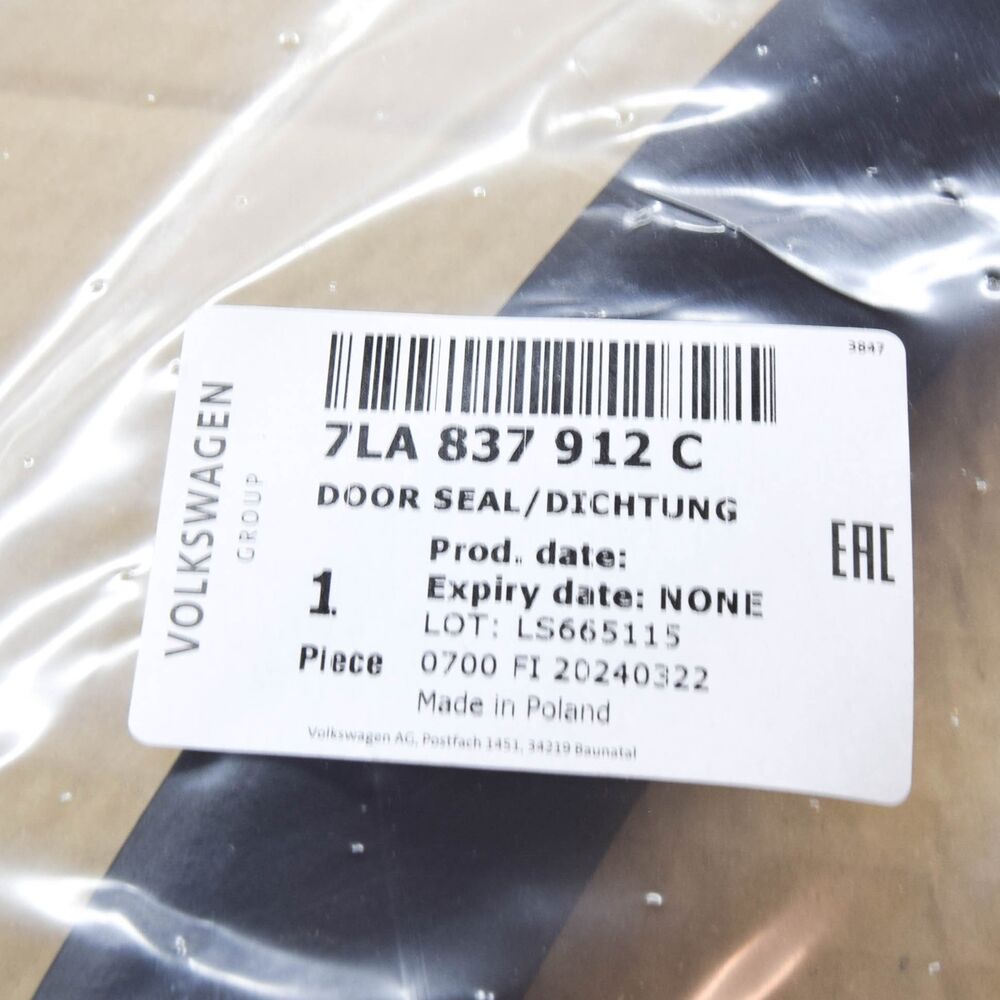 3847
7LA 837 912 C
DOOR SEAL/DICHTUNG
VOLKSWAGEN
GROUP
EAC
1
Piece
Prod. date:
Expiry date: NONE
LOT: LS665115
0700 FI 20240322
Made in Poland
Volkswagen AG, Postfach 1451, 34219 Baunatal